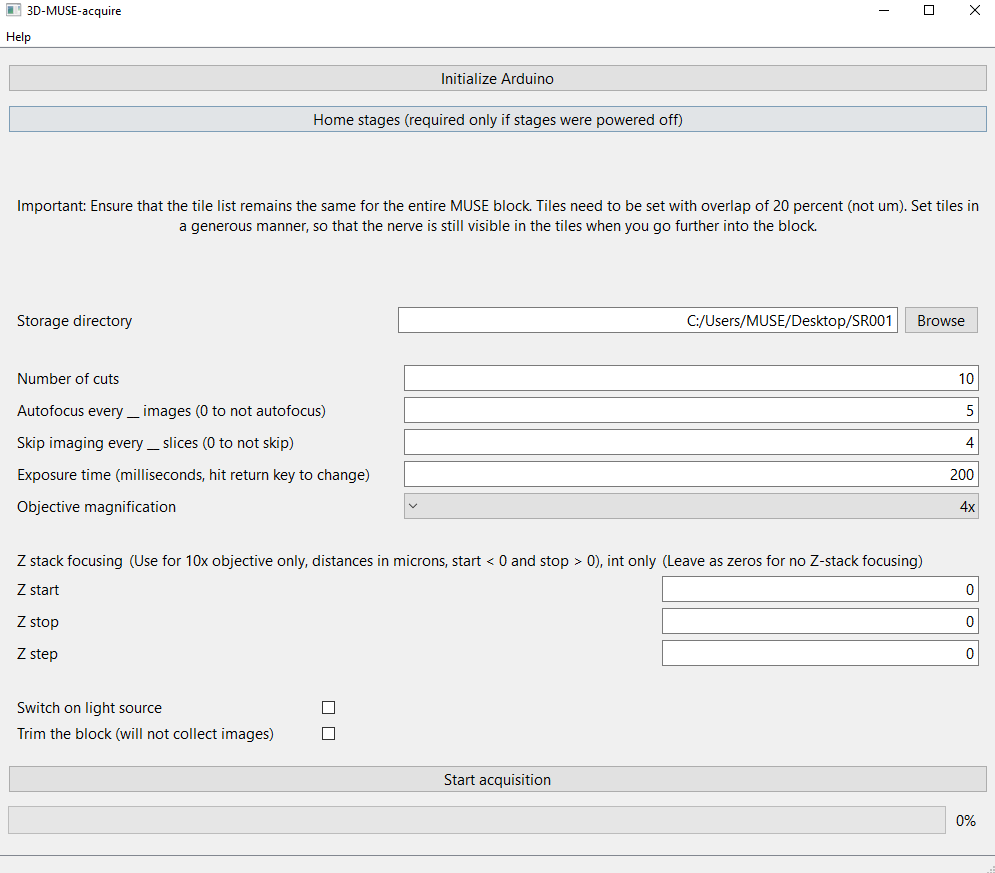 3D-MUSE-acquire
Help
Initialize Arduino
Home stages (required only if stages were powered off)
Important: Ensure that the tile list remains the same for the entire MUSE block. Tiles need to be set with overlap of 20 percent (not um). Set tiles in
a generous manner, so that the nerve is still visible in the tiles when you go further into the block.
Storage directory C:/Users/MUSE/Desktop/SR001 Browse
Number of cuts 10
Autofocus every __ images (0 to not autofocus) 5
Skip imaging every __ slices (0 to not skip) 4
Exposure time (milliseconds, hit return key to change) 200
Objective magnification 4x
Z stack focusing (Use for 10x objective only, distances in microns, start < 0 and stop > 0), int only (Leave as zeros for no Z-stack focusing)
Z start 0
Z stop 0
Z step 0
Switch on light source
Trim the block (will not collect images)
Start acquisition
0%